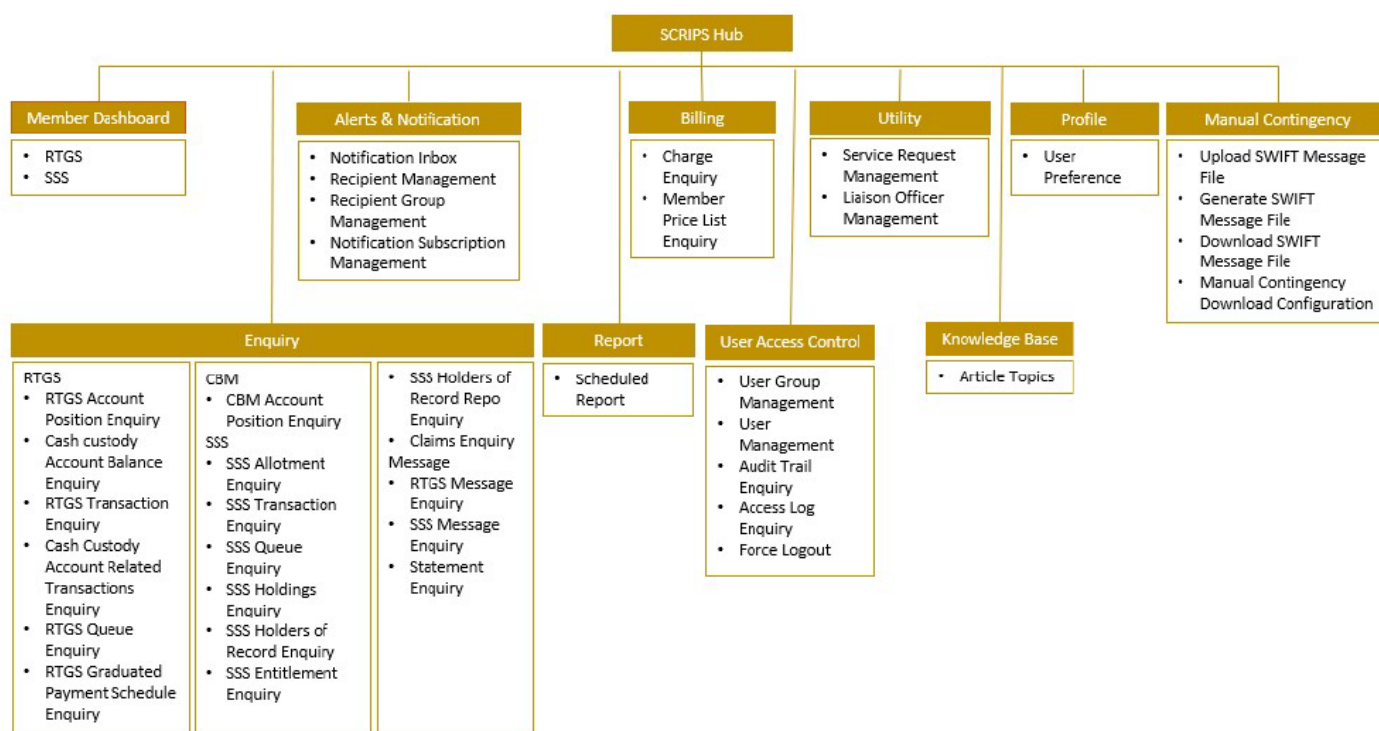 SCRIPS Hub
Member Dashboard
• RTGS
• SSS
Alerts & Notification
• Notification Inbox
• Recipient Management
• Recipient Group
Management
• Notification Subscription
Management
Billing
• Charge
Enquiry
• Member
Price List
Enquiry
Utility
• Service Request
Management
• Liaison Officer
Management
Profile
• User
Preference
Manual Contingency
• Upload SWIFT Message
File
• Generate SWIFT
Message File
• Download SWIFT
Message File
• Manual Contingency
Download Configuration
Enquiry
RTGS
• RTGS Account
Position Enquiry
• Cash custody
Account Balance
Enquiry
• RTGS Transaction
Enquiry
• Cash Custody
Account Related
Transactions
Enquiry
• RTGS Queue
Enquiry
• RTGS Graduated
Payment Schedule
Enquiry
CBM
• CBM Account
Position Enquiry
SSS
• SSS Allotment
Enquiry
• SSS Transaction
Enquiry
• SSS Queue
Enquiry
• SSS Holdings
Enquiry
• SSS Holders of
Record Enquiry
• SSS Entitlement
Enquiry
• SSS Holders of
Record Repo
Enquiry
• Claims Enquiry
Message
• RTGS Message
Enquiry
• SSS Message
Enquiry
• Statement
Enquiry
Report
• Scheduled
Report
User Access Control
• User Group
Management
• User
Management
• Audit Trail
Enquiry
• Access Log
Enquiry
• Force Logout
Knowledge Base
• Article Topics